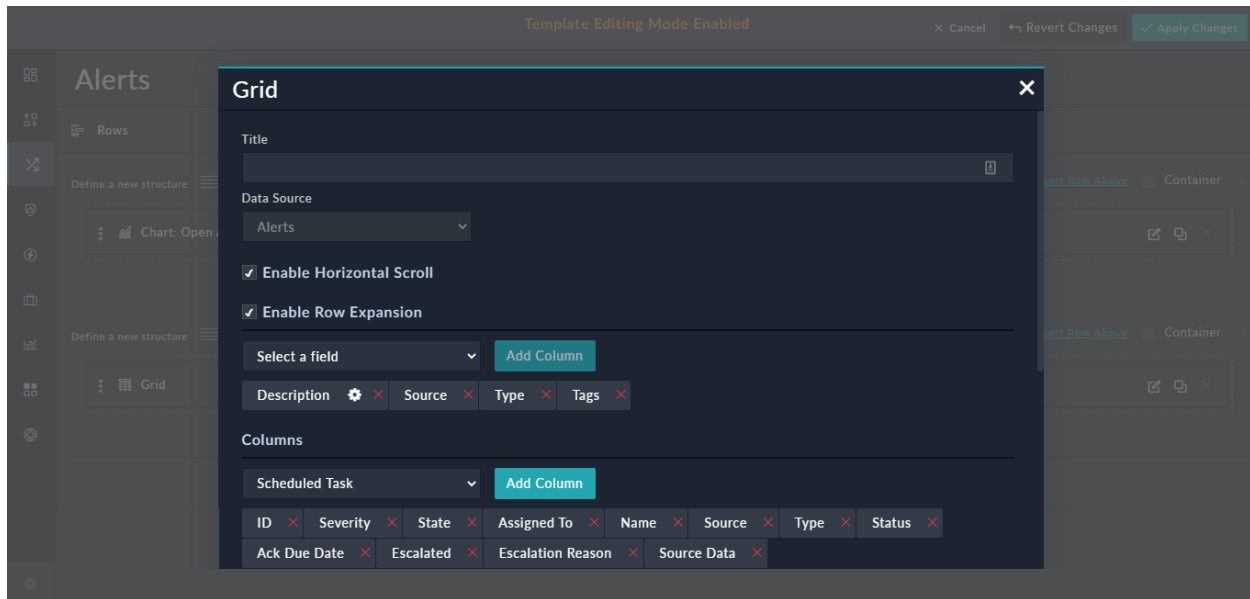 Template Editing Mode Enabled
Cancel
Revert Changes
Apply Changes
Alerts
Rows
Define a new structure
Row Above
Container
Chart: Open
Define a new structure
Row Above
Container
Grid
Grid
Title
Data Source
Alerts
Enable Horizontal Scroll
Enable Row Expansion
Select a field
Add Column
Description Source Type Tags
Columns
Scheduled Task
Add Column
ID Severity State Assigned To Name Source Type Status
Ack Due Date Escalated Escalation Reason Source Data
@